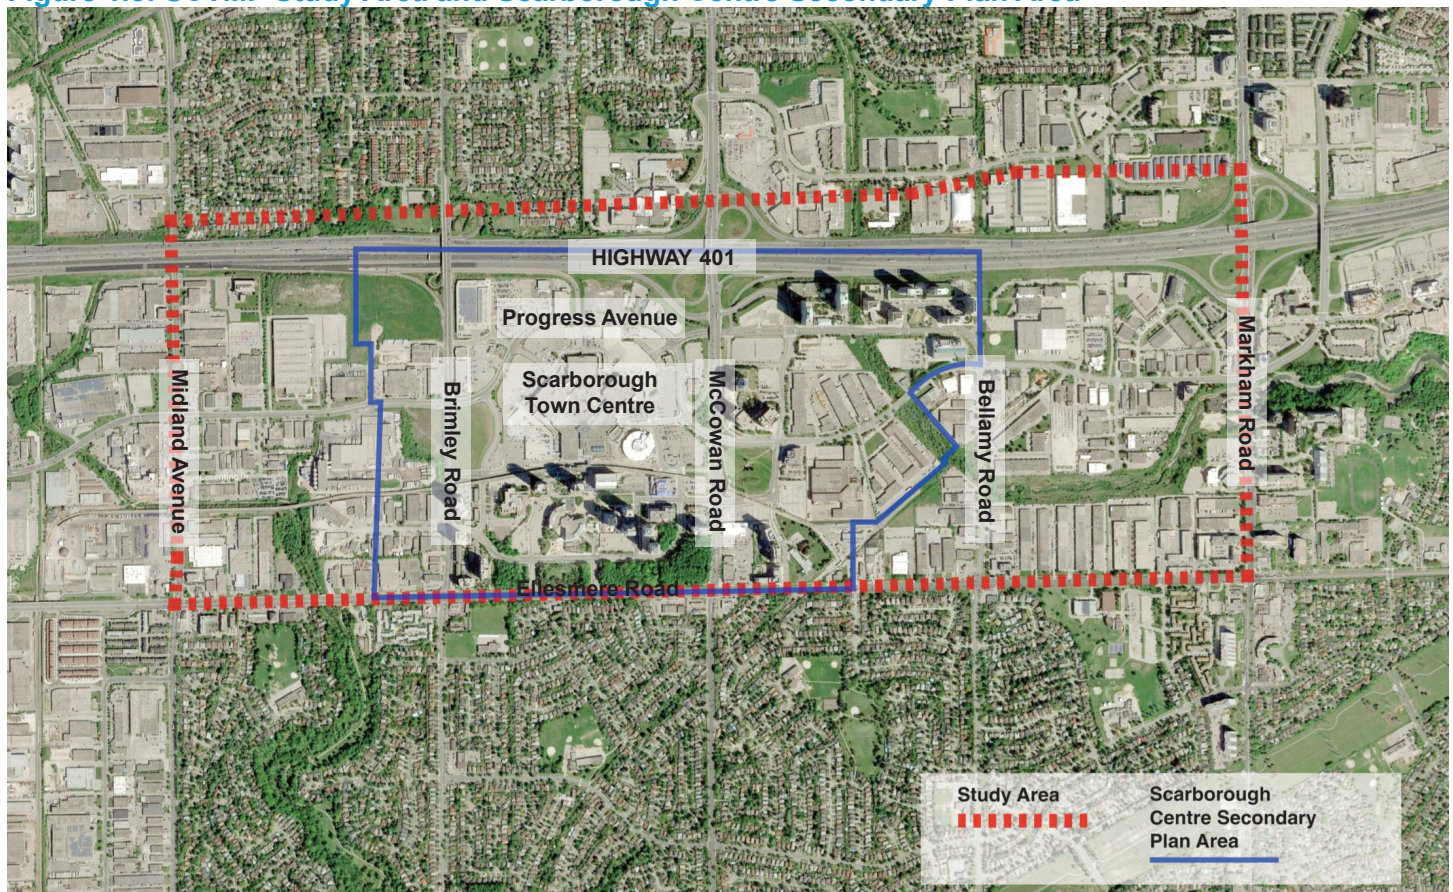 HIGHWAY 401
Progress Avenue
Scarborough
Town Centre
Midland Avenue
Brimley Road
McCowan Road
Bellamy Road
Markham Road
Ellesmere Road
Study Area
Scarborough
Centre Secondary
Plan Area